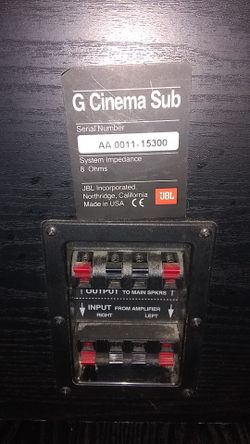 G Cinema Sub
Serial Number
AA 0011-15300
System Impedance
8 Ohms
JBL Incorporated
Northridge, California
Made in USA CE
JBL
OUTPUT TO MAIN SPKRS
INPUT FROM AMPLIFIER
RIGHT LEFT